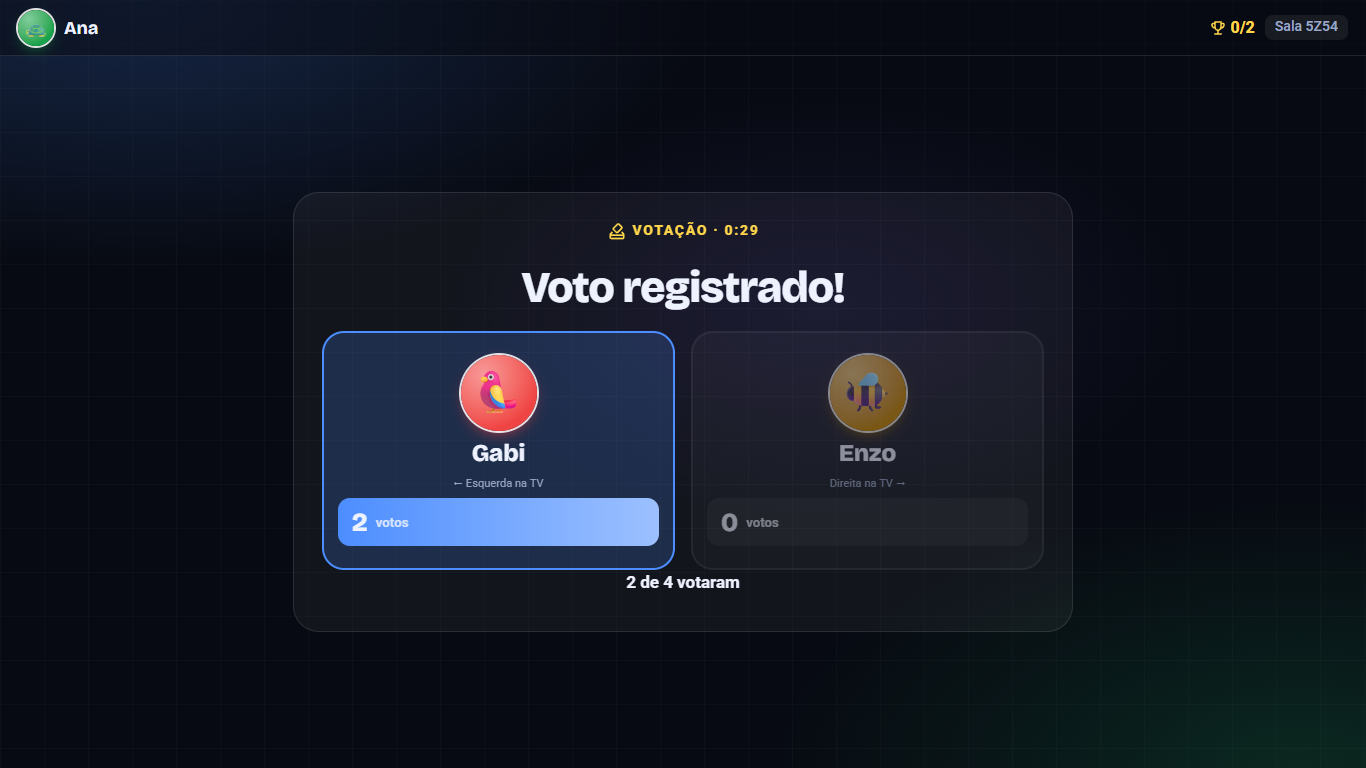 Ana
0/2
Sala 5Z54
VOTAÇÃO · 0:29
Voto registrado!
Gabi
← Esquerda na TV
2 votos
Enzo
Direita na TV →
0 votos
2 de 4 votaram